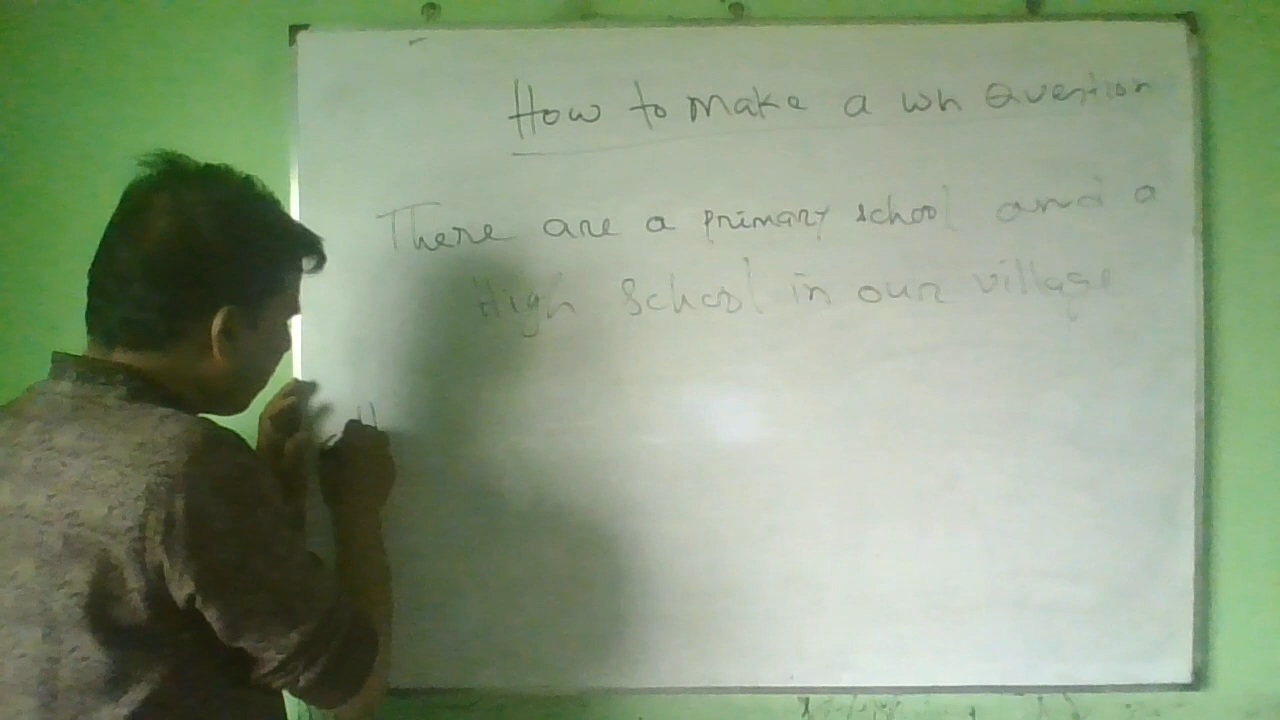 How to make a wh Question
There are a primary school and a
High School in our village
H